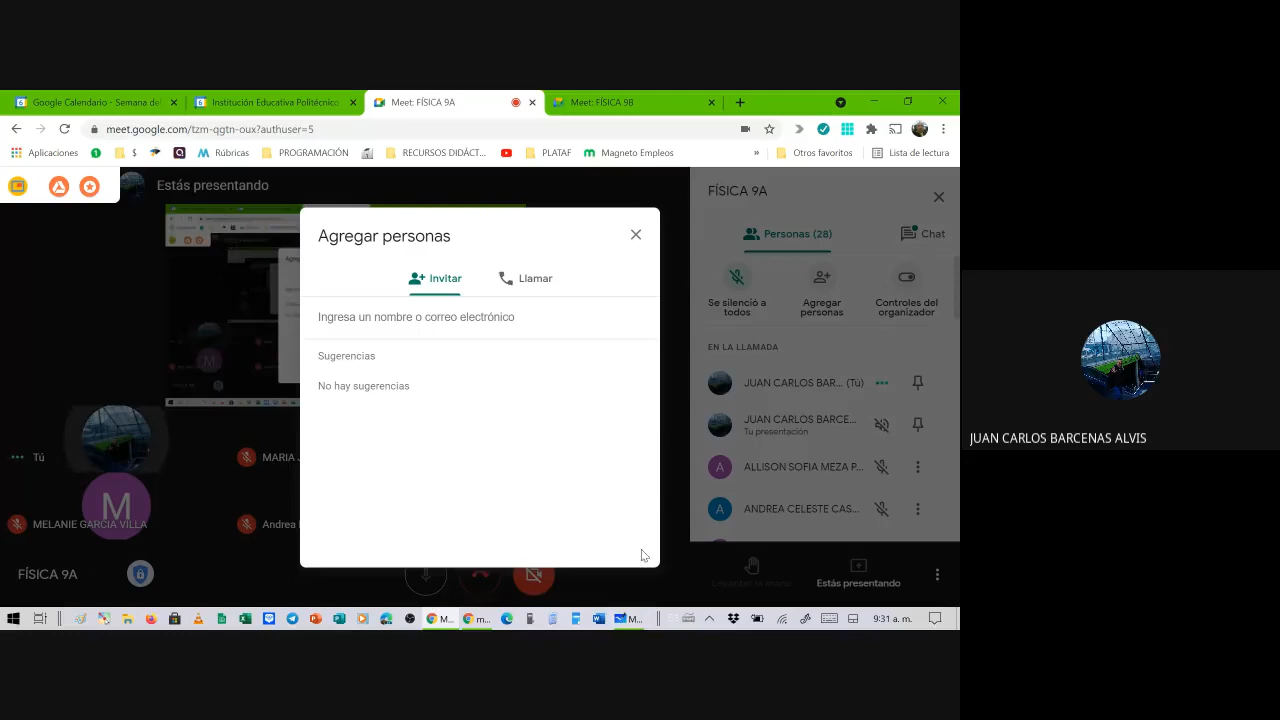 Google Calendario - Semana del
Institución Educativa Politécnico
Meet: FÍSICA 9A
Meet: FÍSICA 9B
meet.google.com/tzm-qgtn-oux?authuser=5
Aplicaciones
1
$
Rúbricas
PROGRAMACIÓN
RECURSOS DIDÁCT...
PLATAF
Magneto Empleos
»
Otros favoritos
Lista de lectura
Estás presentando
Agregar personas
Invitar
Llamar
Ingresa un nombre o correo electrónico
Sugerencias
No hay sugerencias
FÍSICA 9A
Personas (28)
Chat
Se silenció a todos
Agregar personas
Controles del organizador
EN LA LLAMADA
JUAN CARLOS BAR... (Tú)
JUAN CARLOS BARCE...
Tu presentación
A
ALLISON SOFIA MEZA P...
A
ANDREA CELESTE CAS...
Tú
MARIA
M
MELANIE GARCIA VILLA
Andrea
FÍSICA 9A
Levantar la mano
Estás presentando
M...
m...
M...
9:31 a. m.
JUAN CARLOS BARCENAS ALVIS